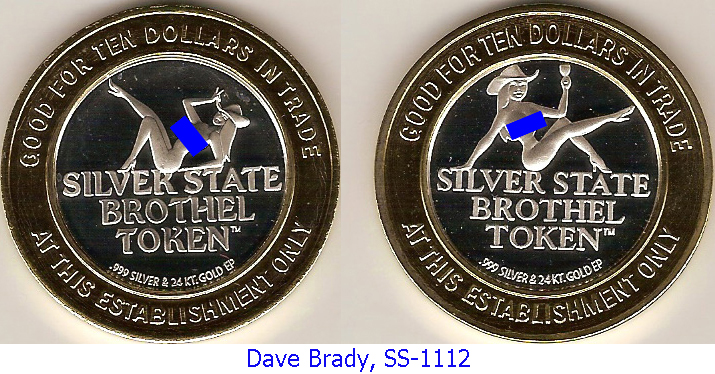 GOOD FOR TEN DOLLARS IN TRADE
SILVER STATE
BROTHEL
TOKEN™
.999 SILVER & 24 KT. GOLD EP
AT THIS ESTABLISHMENT ONLY
GOOD FOR TEN DOLLARS IN TRADE
SILVER STATE
BROTHEL
TOKEN™
.999 SILVER & 24 KT. GOLD EP
AT THIS ESTABLISHMENT ONLY
Dave Brady, SS-1112